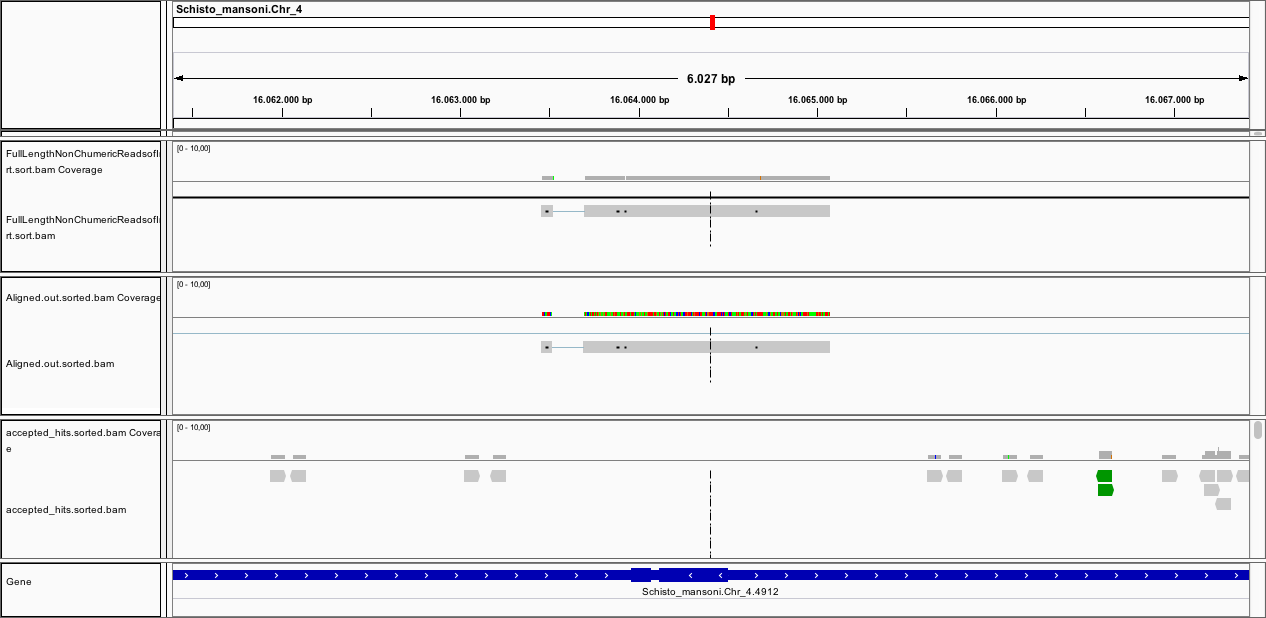 Schisto_mansoni.Chr_4
6.027 bp
16.062.000 bp 16.063.000 bp 16.064.000 bp 16.065.000 bp 16.066.000 bp 16.067.000 bp
[0 - 10,00]
FullLengthNonChumericReadsofI
rt.sort.bam Coverage
FullLengthNonChumericReadsofI
rt.sort.bam
[0 - 10,00]
Aligned.out.sorted.bam Coverage
Aligned.out.sorted.bam
[0 - 10,00]
accepted_hits.sorted.bam Covera
e
accepted_hits.sorted.bam
Gene
Schisto_mansoni.Chr_4.4912